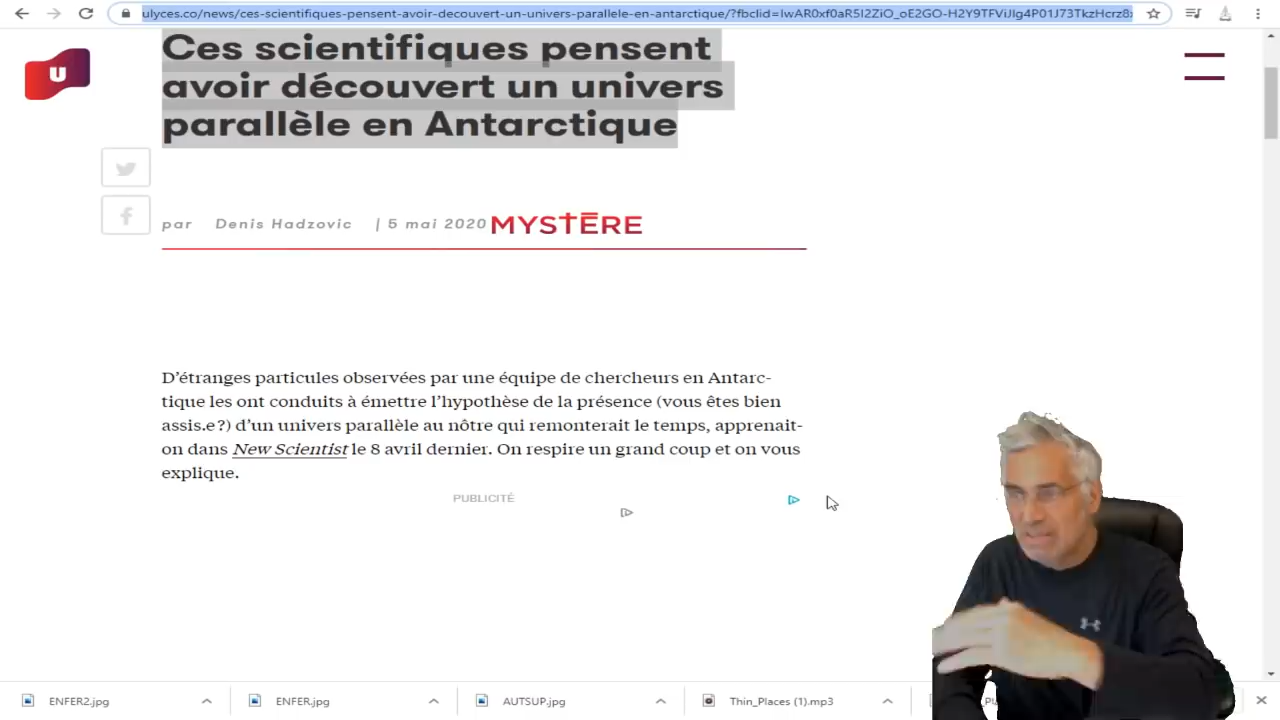 ulyces.co/news/ces-scientifiques-pensent-avoir-decouvert-un-univers-parallele-en-antarctique/?fbclid=IwAR0xf0aR5I2ZiO_oE2GO-H2Y9TFViJIg4P01J73TkzHcrz8
Ces scientifiques pensent
avoir découvert un univers
parallèle en Antarctique
U
par Denis Hadzovic | 5 mai 2020 MYSTĒRE
D’étranges particules observées par une équipe de chercheurs en Antarc-
tique les ont conduits à émettre l’hypothèse de la présence (vous êtes bien
assis.e ?) d’un univers parallèle au nôtre qui remonterait le temps, apprenait-
on dans New Scientist le 8 avril dernier. On respire un grand coup et on vous
explique.
PUBLICITÉ
ENFER2.jpg
ENFER.jpg
AUTSUP.jpg
Thin_Places (1).mp3